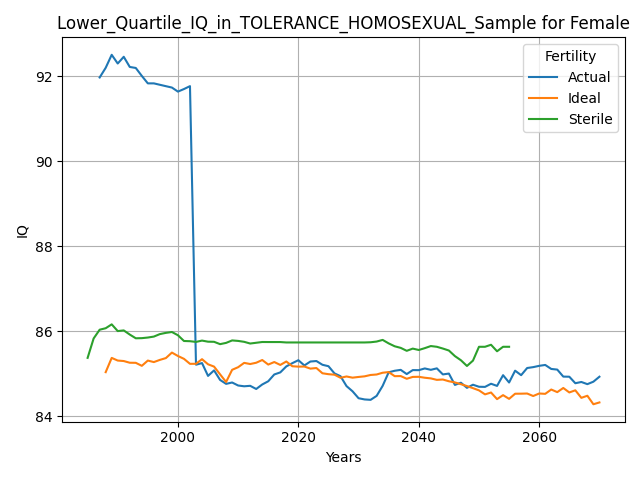 Lower_Quartile_IQ_in_TOLERANCE_HOMOSEXUAL_Sample for Female
Fertility
Actual
Ideal
Sterile
92
90
88
86
84
IQ
2000
2020
2040
2060
Years